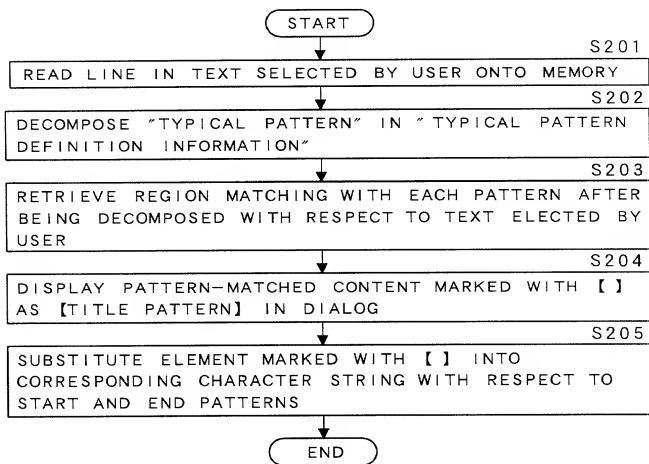 START
S201
READ LINE IN TEXT SELECTED BY USER ONTO MEMORY
S202
DECOMPOSE "TYPICAL PATTERN" IN " TYPICAL PATTERN
DEFINITION INFORMATION"
S203
RETRIEVE REGION MATCHING WITH EACH PATTERN AFTER
BEING DECOMPOSED WITH RESPECT TO TEXT ELECTED BY
USER
S204
DISPLAY PATTERN-MATCHED CONTENT MARKED WITH 【 】
AS 【TITLE PATTERN】 IN DIALOG
S205
SUBSTITUTE ELEMENT MARKED WITH 【 】 INTO
CORRESPONDING CHARACTER STRING WITH RESPECT TO
START AND END PATTERNS
END